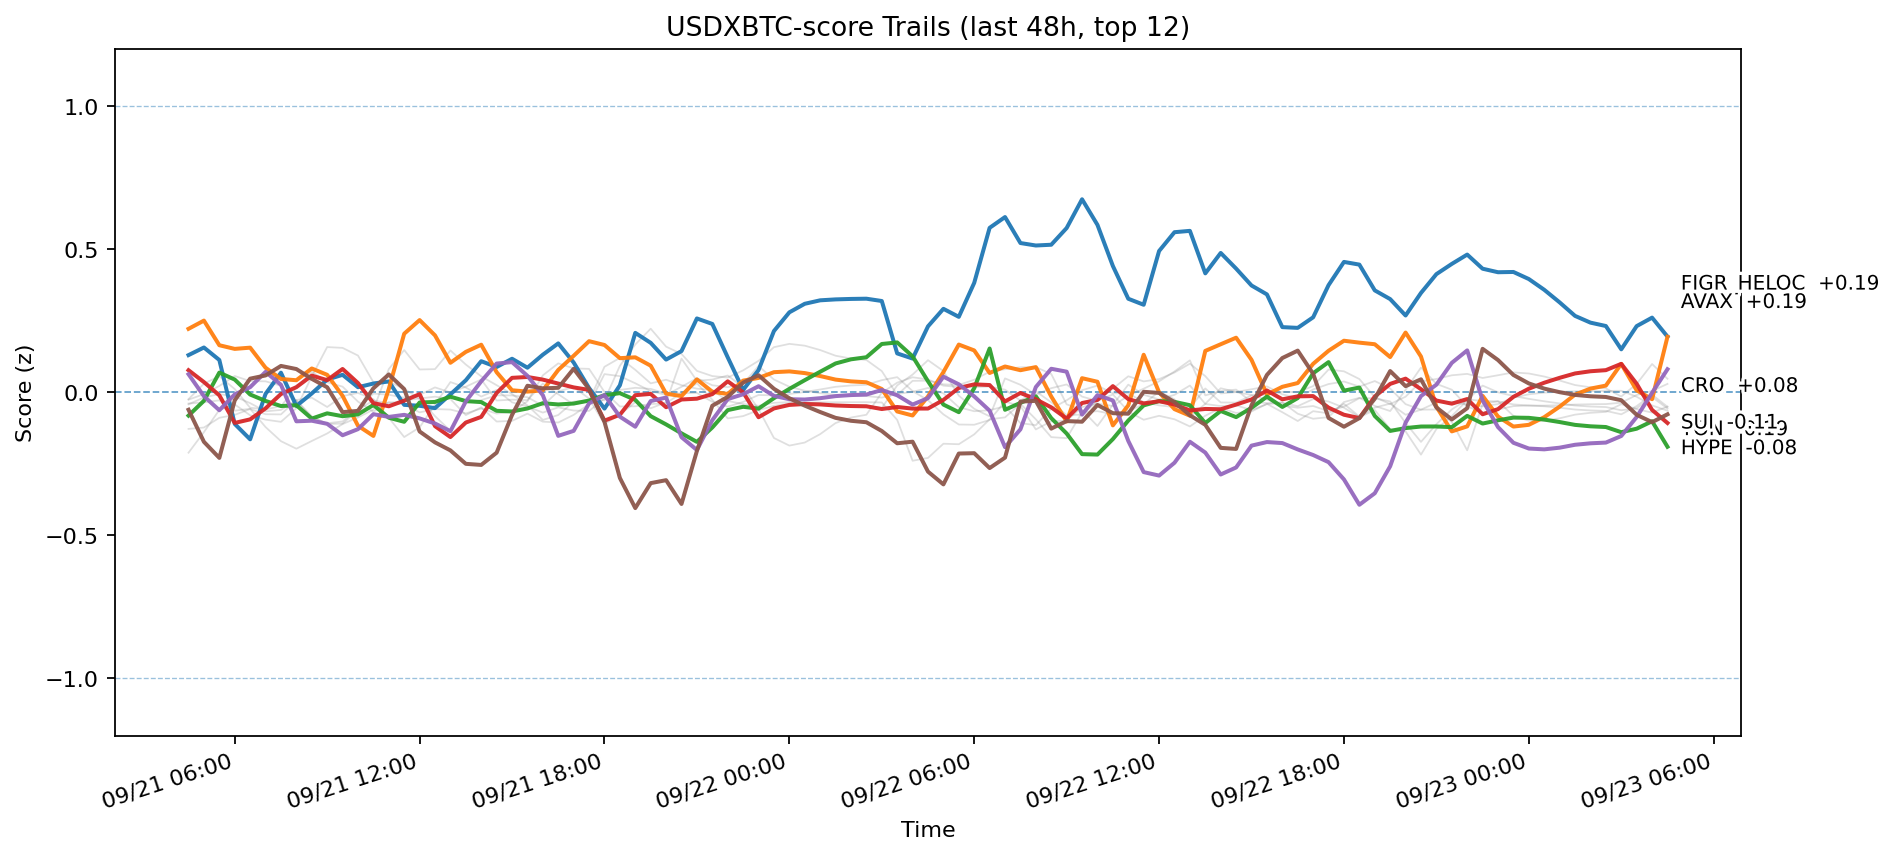 USDXBTC-score Trails (last 48h, top 12)
Score (z)
1.0
0.5
0.0
−0.5
−1.0
FIGR_HELOC +0.19
AVAX +0.19
CRO +0.08
SUI -0.11
HYPE -0.08
09/21 06:00
09/21 12:00
09/21 18:00
09/22 00:00
09/22 06:00
09/22 12:00
09/22 18:00
09/23 00:00
09/23 06:00
Time